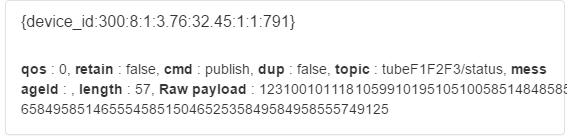 {device_id:300:8:1:3.76:32.45:1:1:791}
qos : 0, retain : false, cmd : publish, dup : false, topic : tubeF1F2F3/status, mess
ageId : , length : 57, Raw payload : 123100101118105991019510510058514848585
6584958514655545851504652535849584958555749125